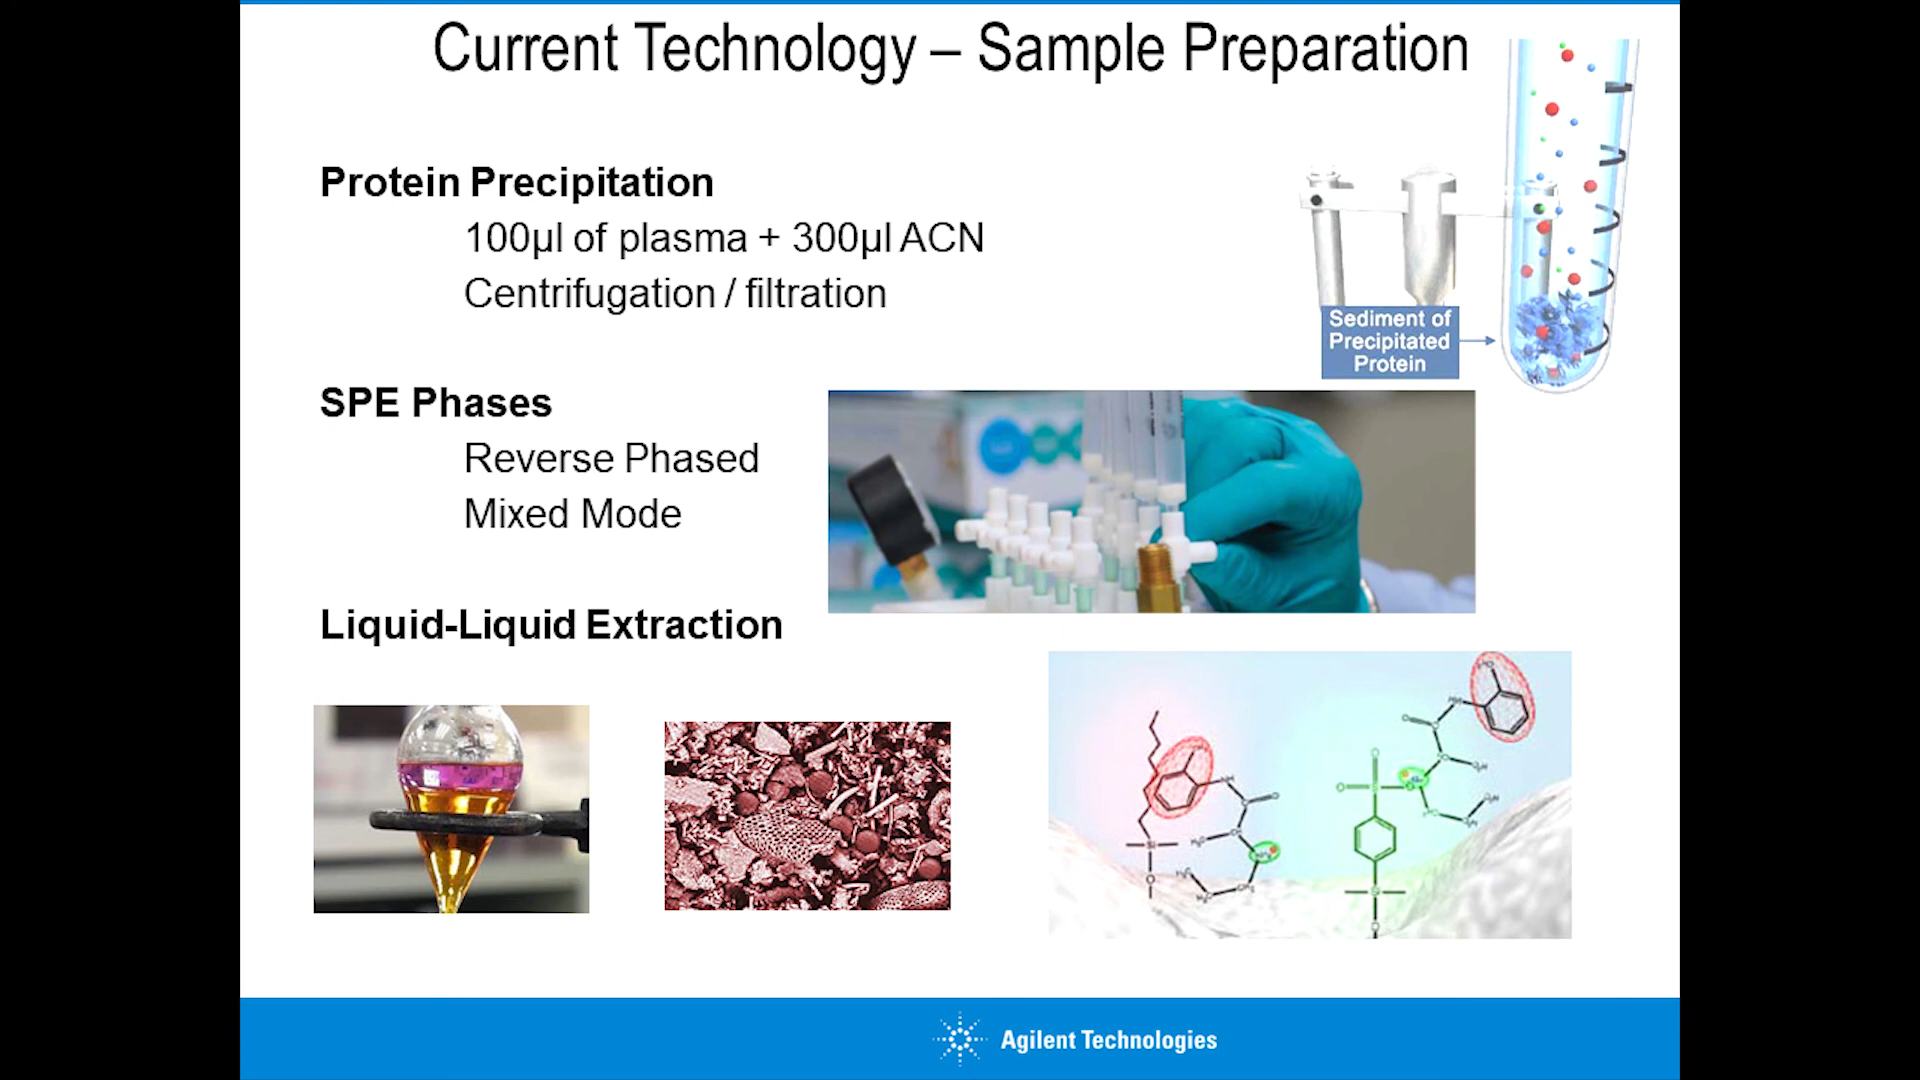 Current Technology – Sample Preparation
Protein Precipitation
100µl of plasma + 300µl ACN
Centrifugation / filtration
Sediment of
Precipitated
Protein
SPE Phases
Reverse Phased
Mixed Mode
Liquid-Liquid Extraction
Agilent Technologies